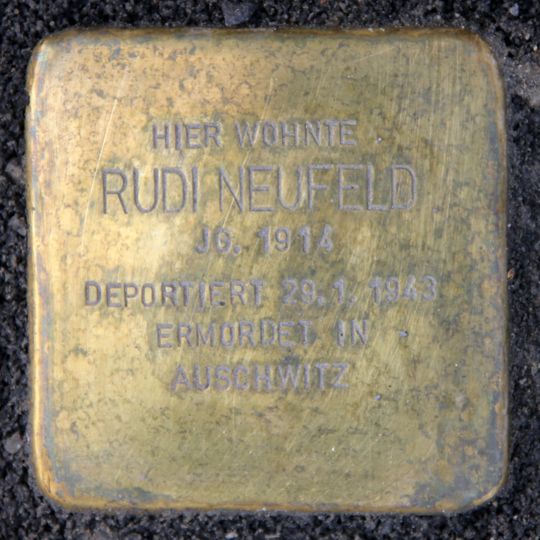 HIER WOHNTE
RUDI NEUFELD
JG. 1914
DEPORTIERT 29.1.1943
ERMORDET IN
AUSCHWITZ